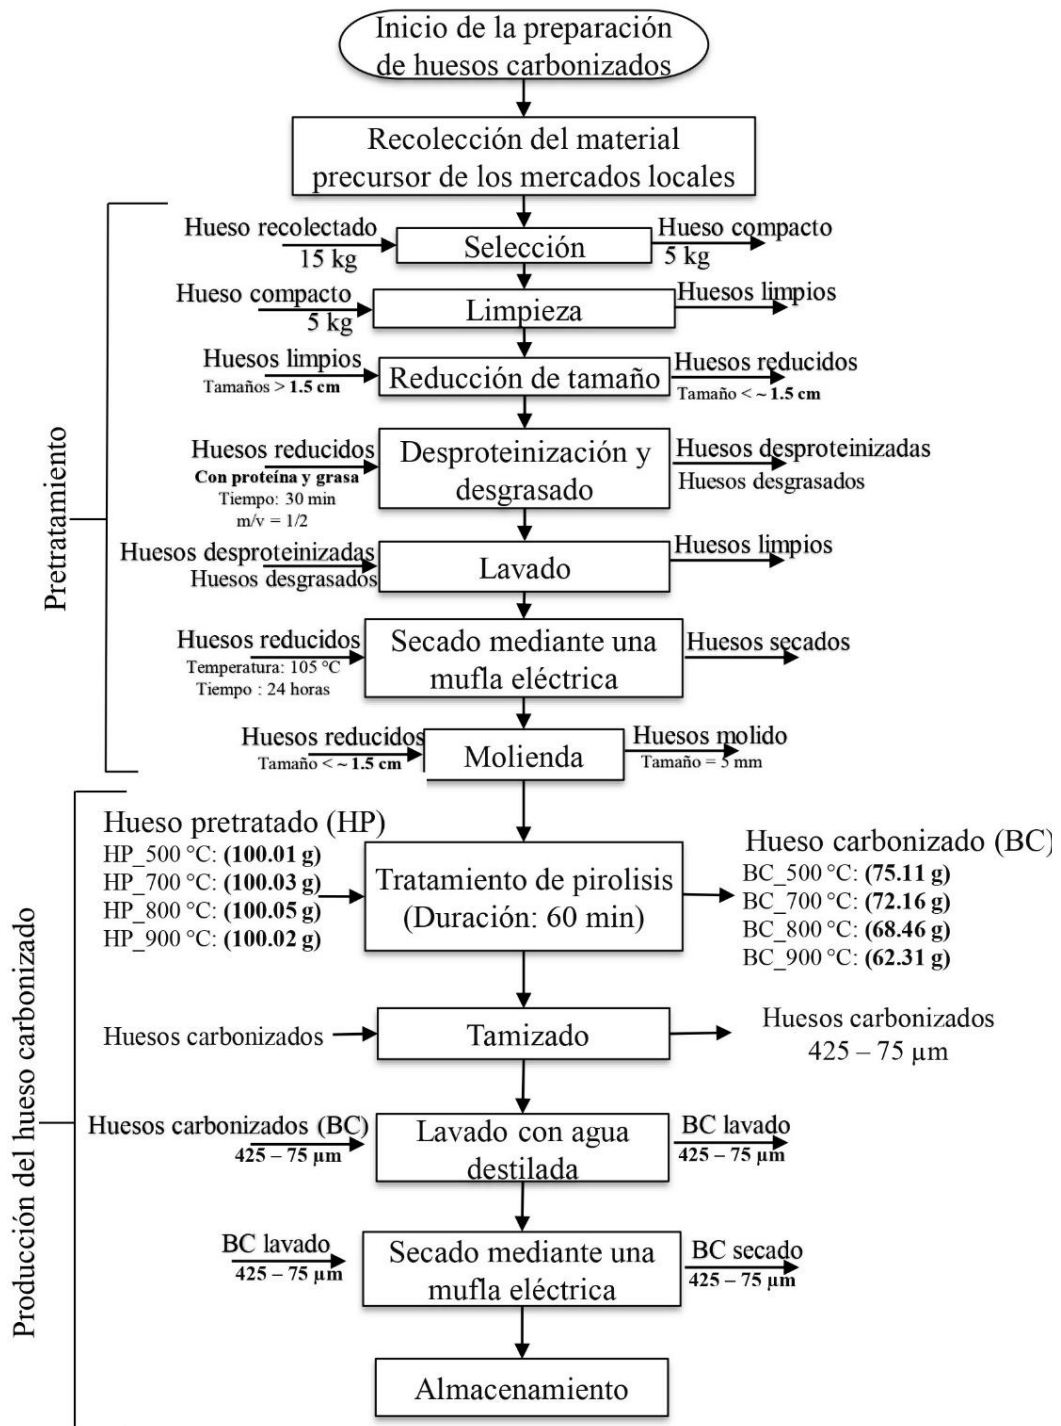 Inicio de la preparación
de huesos carbonizados
Recolección del material
precursor de los mercados locales
Pretratamiento
Hueso recolectado
15 kg
Selección
Hueso compacto
5 kg
Hueso compacto
5 kg
Limpieza
Huesos limpios
Huesos limpios
Tamaños > 1.5 cm
Reducción de tamaño
Huesos reducidos
Tamaño < ~ 1.5 cm
Huesos reducidos
Con proteína y grasa
Tiempo: 30 min
m/v = 1/2
Desproteinización y
desgrasado
Huesos desproteinizadas
Huesos desgrasados
Huesos desproteinizadas
Huesos desgrasados
Lavado
Huesos limpios
Huesos reducidos
Temperatura: 105 °C
Tiempo : 24 horas
Secado mediante una
mufla eléctrica
Huesos secados
Huesos reducidos
Tamaño < ~ 1.5 cm
Molienda
Huesos molido
Tamaño = 5 mm
Producción del hueso carbonizado
Hueso pretratado (HP)
HP_500 °C: (100.01 g)
HP_700 °C: (100.03 g)
HP_800 °C: (100.05 g)
HP_900 °C: (100.02 g)
Tratamiento de pirolisis
(Duración: 60 min)
Hueso carbonizado (BC)
BC_500 °C: (75.11 g)
BC_700 °C: (72.16 g)
BC_800 °C: (68.46 g)
BC_900 °C: (62.31 g)
Huesos carbonizados
Tamizado
Huesos carbonizados
425 – 75 µm
Huesos carbonizados (BC)
425 – 75 µm
Lavado con agua
destilada
BC lavado
425 – 75 µm
BC lavado
425 – 75 µm
Secado mediante una
mufla eléctrica
BC secado
425 – 75 µm
Almacenamiento